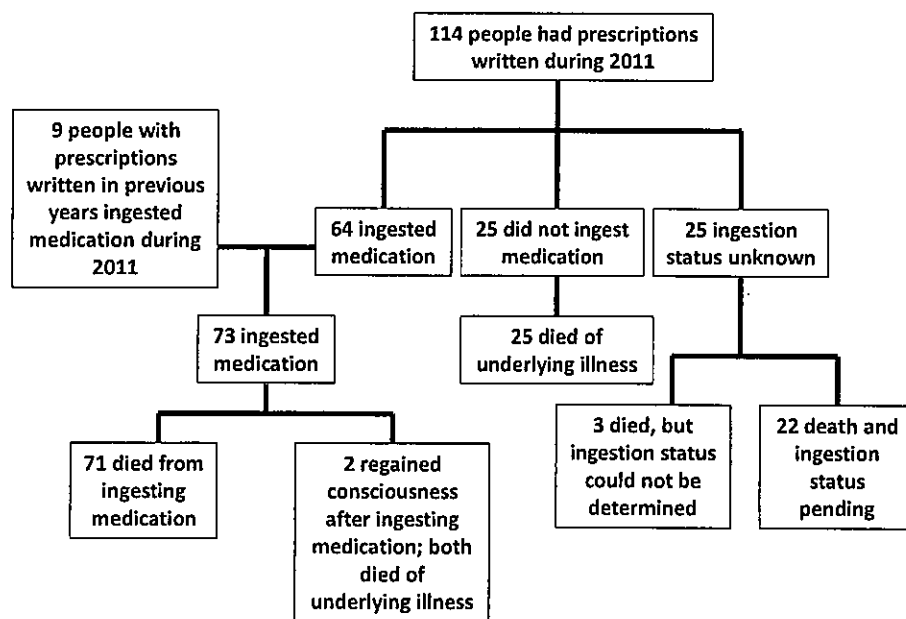 114 people had prescriptions
written during 2011
9 people with
prescriptions
written in previous
years ingested
medication during
2011
64 ingested
medication
25 did not ingest
medication
25 ingestion
status unknown
73 ingested
medication
25 died of
underlying illness
71 died from
ingesting
medication
2 regained
consciousness
after ingesting
medication; both
died of
underlying illness
3 died, but
ingestion status
could not be
determined
22 death and
ingestion
status
pending